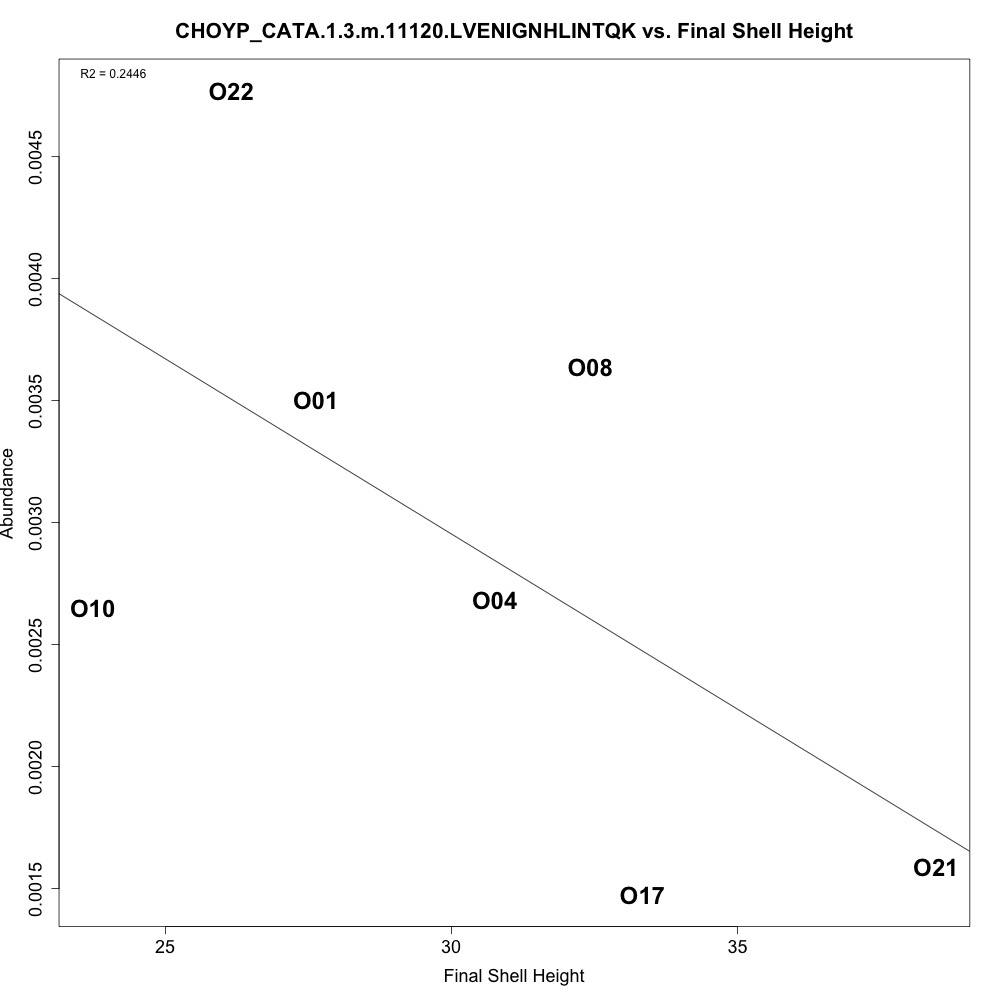 CHOYP_CATA.1.3.m.11120.LVENIGNHLINTQK vs. Final Shell Height
R2 = 0.2446
O22
O08
O01
O10
O04
O17
O21
Abundance
0.0045
0.0040
0.0035
0.0030
0.0025
0.0020
0.0015
25 30 35
Final Shell Height